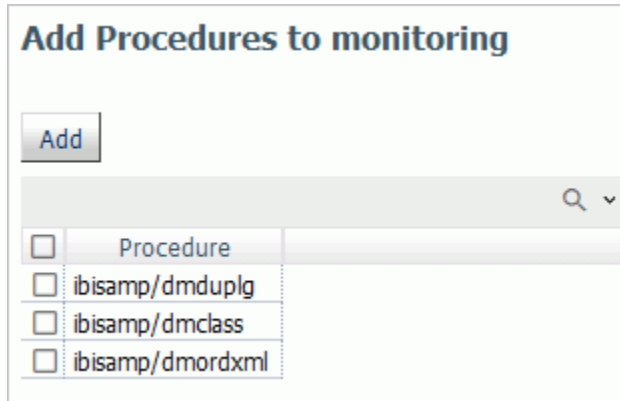 Add Procedures to monitoring
Add
Procedure
ibisamp/dmduplg
ibisamp/dmclass
ibisamp/dmordxml